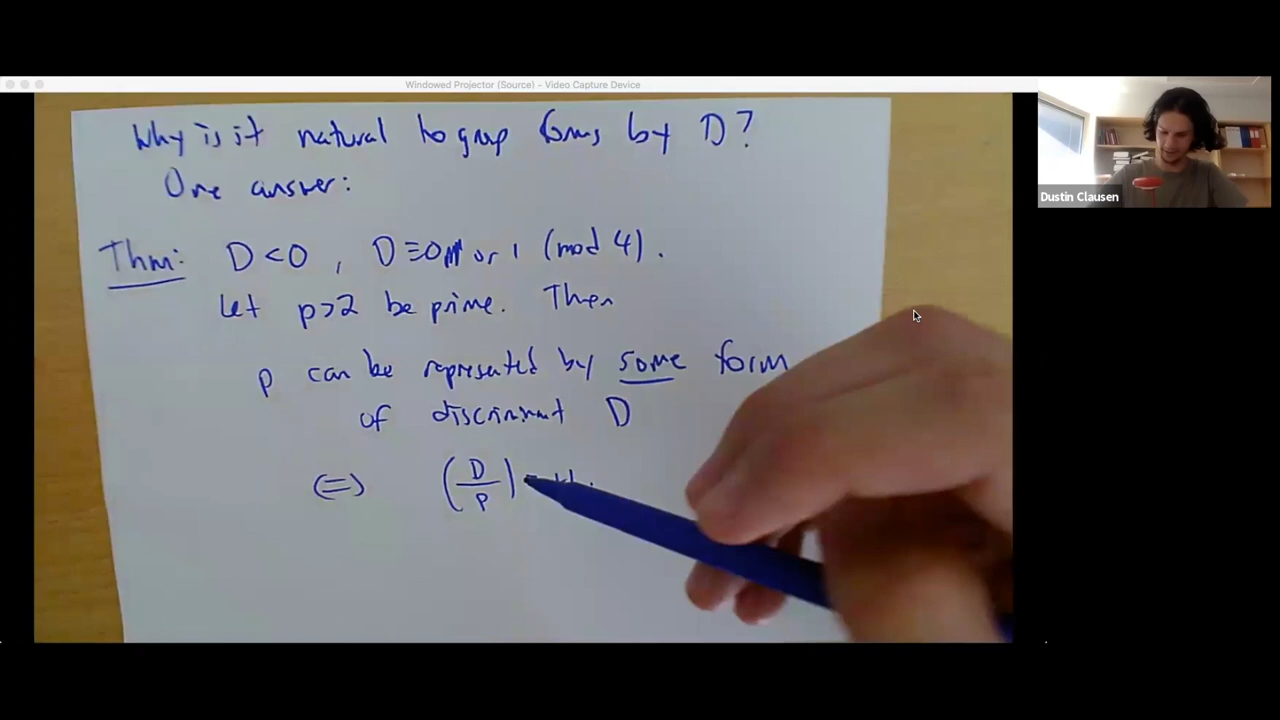 Windowed Projector (Source) - Video Capture Device
Why is it natural to group forms by D?
One answer:
Thm: D<0, D≡0 or 1 (mod 4).
Let p>2 be prime. Then
p can be represented by some form
of discriminant D
⇔ (D/p)
Dustin Clausen